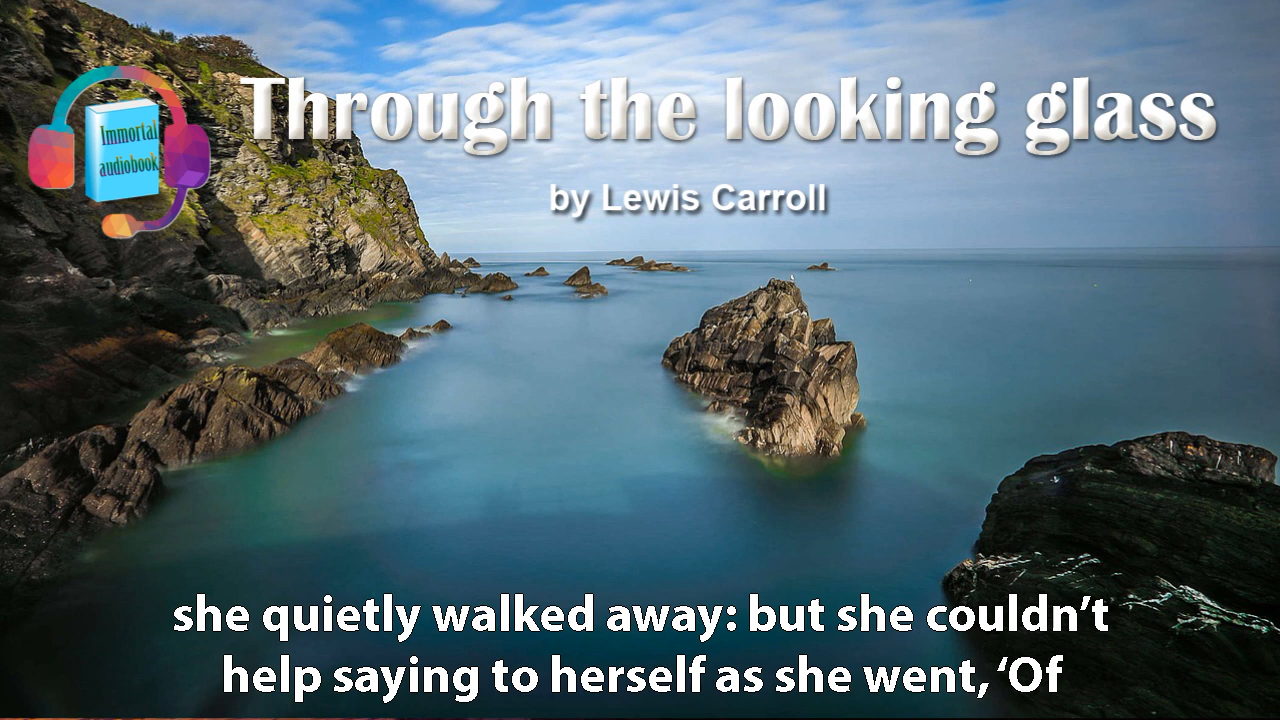 Through the looking glass
Immortal
audiobook
by Lewis Carroll
she quietly walked away: but she couldn’t
help saying to herself as she went, ‘Of